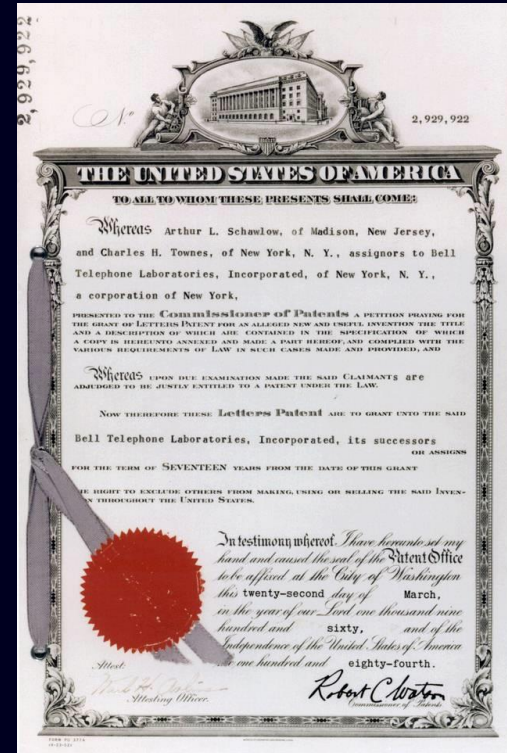 2,929,922
No
2,929,922
THE UNITED STATES OF AMERICA
TO ALL TO WHOM THESE PRESENTS SHALL COME:
Whereas Arthur L. Schawlow, of Madison, New Jersey,
and Charles H. Townes, of New York, N. Y., assignors to Bell
Telephone Laboratories, Incorporated, of New York, N. Y.,
a corporation of New York,
PRESENTED TO THE Commissioner of Patents A PETITION PRAYING FOR
THE GRANT OF LETTERS PATENT FOR AN ALLEGED NEW AND USEFUL INVENTION THE TITLE
AND A DESCRIPTION OF WHICH ARE CONTAINED IN THE SPECIFICATION OF WHICH
A COPY IS HEREUNTO ANNEXED AND MADE A PART HEREOF, AND COMPLIED WITH THE
VARIOUS REQUIREMENTS OF LAW IN SUCH CASES MADE AND PROVIDED, AND
Whereas UPON DUE EXAMINATION MADE THE SAID CLAIMANTs are
ADJUDGED TO BE JUSTLY ENTITLED TO A PATENT UNDER THE LAW.
NOW THEREFORE THESE Letters Patent ARE TO GRANT UNTO THE SAID
Bell Telephone Laboratories, Incorporated, its successors
OR ASSIGNS
FOR THE TERM OF SEVENTEEN YEARS FROM THE DATE OF THIS GRANT
HE RIGHT TO EXCLUDE OTHERS FROM MAKING, USING OR SELLING THE SAID INVEN-
N THROUGHOUT THE UNITED STATES.
In testimony whereof I have hereunto set my
hand and caused the seal of the Patent Office
to be affixed at the City of Washington
this twenty-second day of March,
in the year of our Lord one thousand nine
hundred and sixty, and of the
Independence of the United States of America
the one hundred and eighty-fourth.
Attest:
Attesting Officer.
Robert C Watson
Commissioner of Patents.